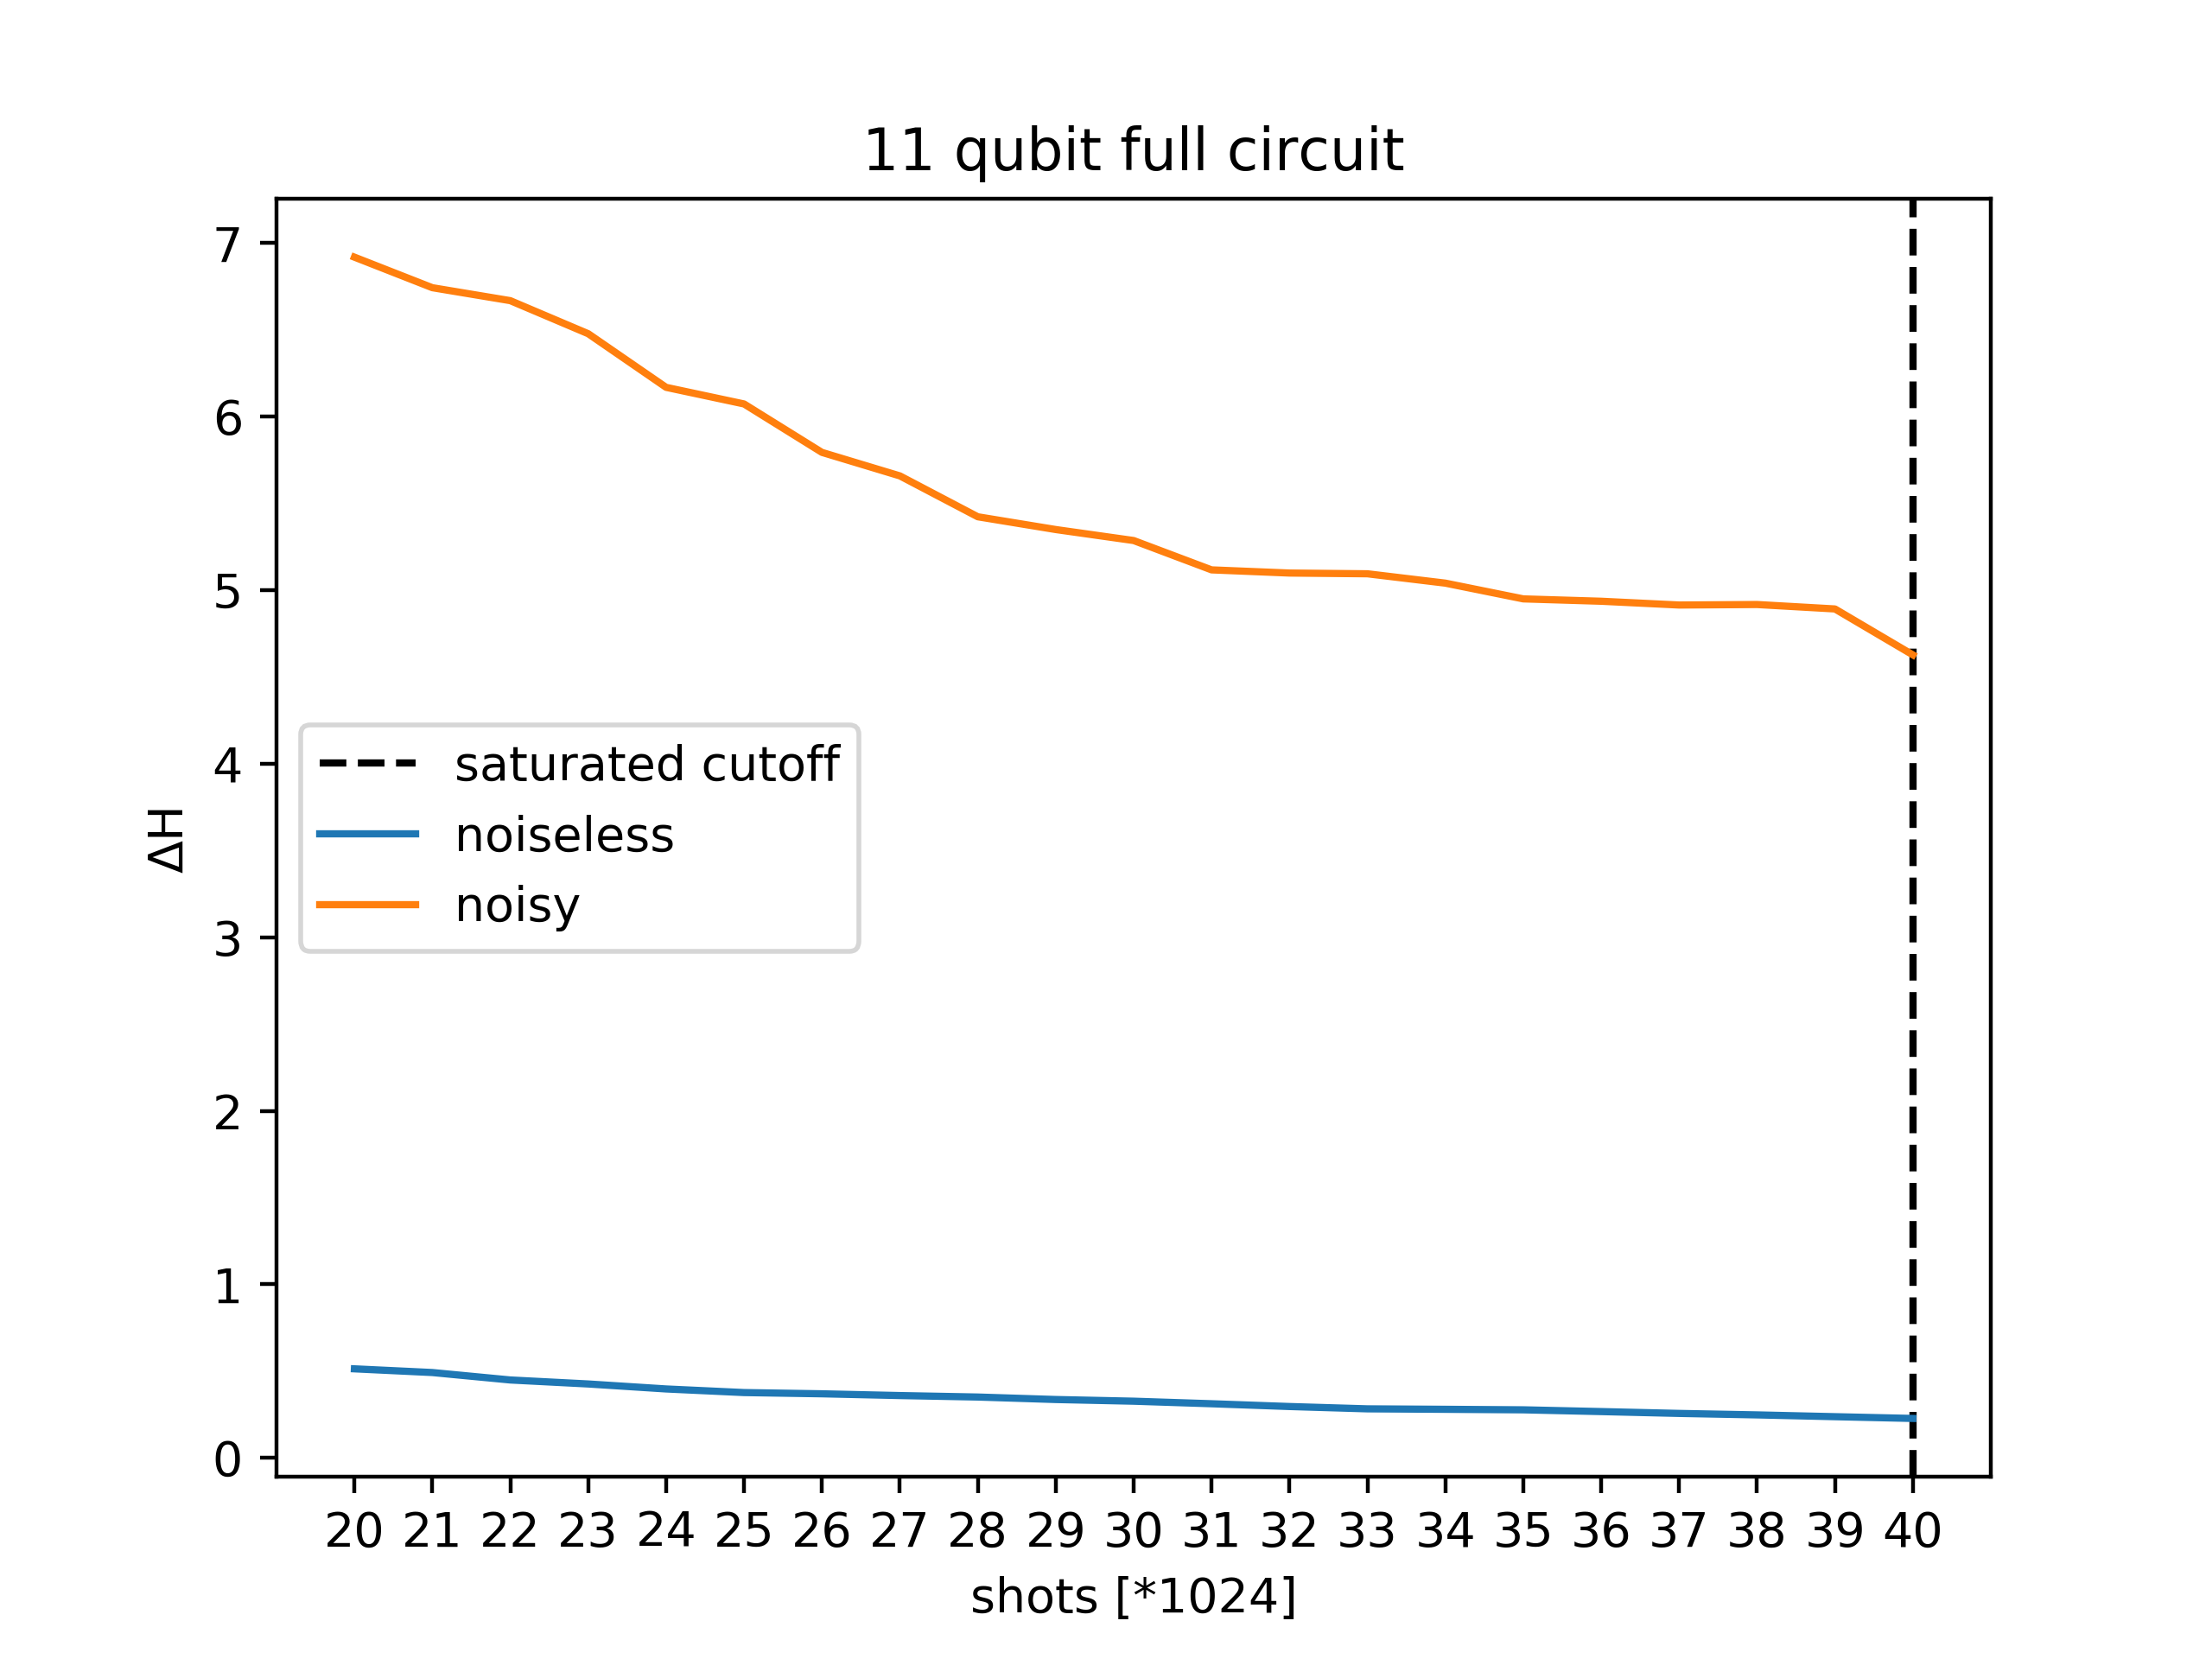 11 qubit full circuit
7
6
5
4
3
2
1
0
ΔH
saturated cutoff
noiseless
noisy
20 21 22 23 24 25 26 27 28 29 30 31 32 33 34 35 36 37 38 39 40
shots [*1024]